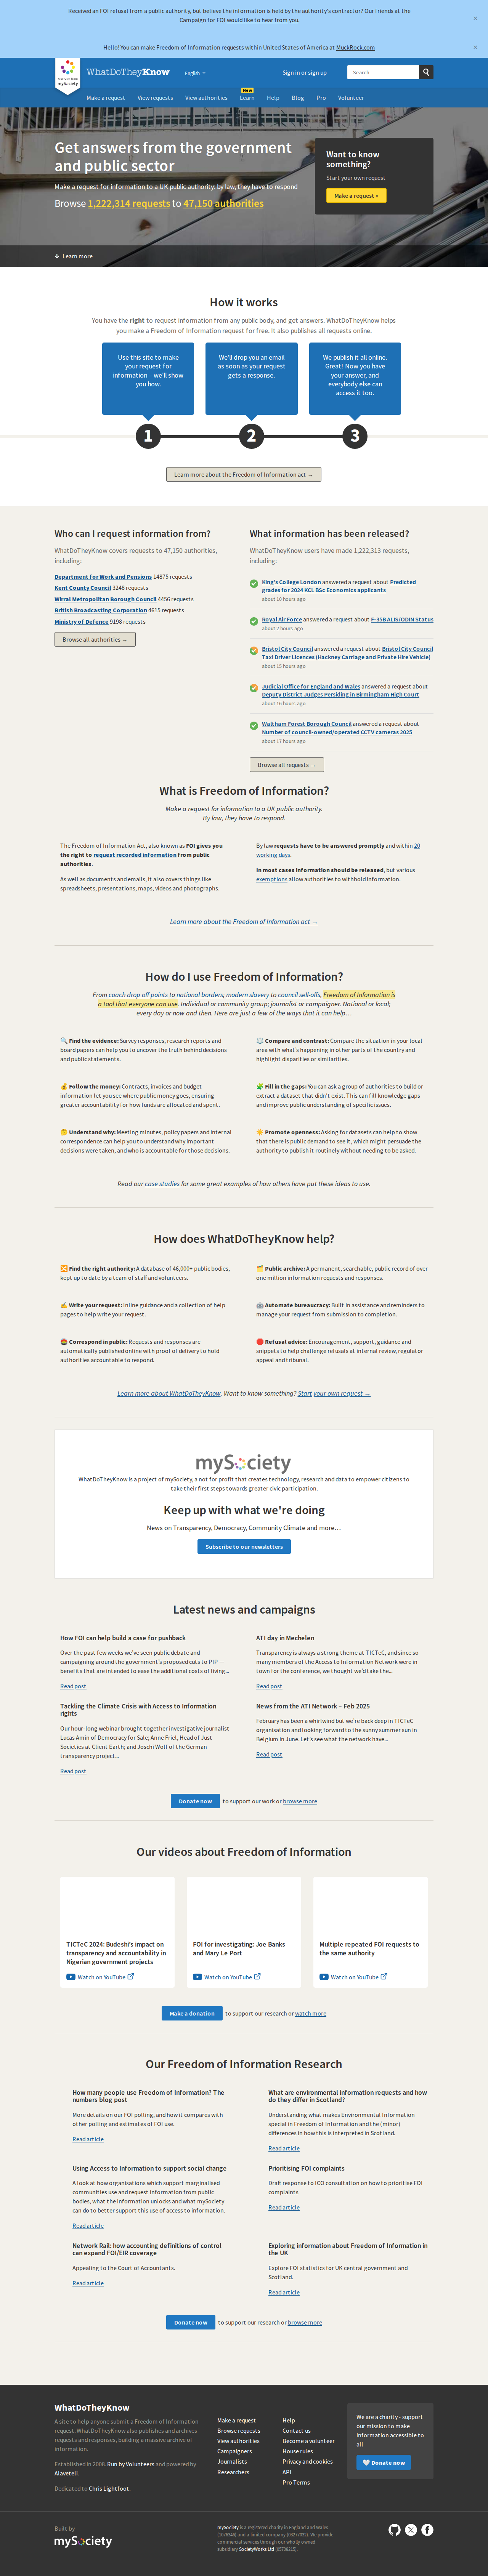 Received an FOI refusal from a public authority, but believe the information is held by the authority's contractor? Our friends at the
Campaign for FOI would like to hear from you.
×
Hello! You can make Freedom of Information requests within United States of America at MuckRock.com
×
mySociety
WhatDoTheyKnow
English
Sign in or sign up
Search
Make a request
View requests
View authorities
New
Learn
Help
Blog
Pro
Volunteer
Get answers from the government
and public sector
Make a request for information to a UK public authority: by law, they have to respond
Browse 1,222,314 requests to 47,150 authorities
Want to know
something?
Start your own request
Make a request »
Learn more
How it works
You have the right to request information from any public body, and get answers. WhatDoTheyKnow helps
you make a Freedom of Information request for free. It also publishes all requests online.
Use this site to make
your request for
information – we'll show
you how.
We'll drop you an email
as soon as your request
gets a response.
We publish it all online.
Great! Now you have
your answer, and
everybody else can
access it too.
1
2
3
Learn more about the Freedom of Information act →
Who can I request information from?
WhatDoTheyKnow covers requests to 47,150 authorities,
including:
Department for Work and Pensions 14875 requests
Kent County Council 3248 requests
Wirral Metropolitan Borough Council 4456 requests
British Broadcasting Corporation 4615 requests
Ministry of Defence 9198 requests
Browse all authorities →
What information has been released?
WhatDoTheyKnow users have made 1,222,313 requests,
including:
King's College London answered a request about Predicted
grades for 2024 KCL BSc Economics applicants
about 10 hours ago
Royal Air Force answered a request about F-35B ALIS/ODIN Status
about 2 hours ago
Bristol City Council answered a request about Bristol City Council
Taxi Driver Licences (Hackney Carriage and Private Hire Vehicle)
about 15 hours ago
Judicial Office for England and Wales answered a request about
Deputy District Judges Persiding in Birmingham High Court
about 16 hours ago
Waltham Forest Borough Council answered a request about
Number of council-owned/operated CCTV cameras 2025
about 17 hours ago
Browse all requests →
What is Freedom of Information?
Make a request for information to a UK public authority.
By law, they have to respond.
The Freedom of Information Act, also known as FOI gives you
the right to request recorded information from public
authorities.
As well as documents and emails, it also covers things like
spreadsheets, presentations, maps, videos and photographs.
By law requests have to be answered promptly and within 20
working days.
In most cases information should be released, but various
exemptions allow authorities to withhold information.
Learn more about the Freedom of Information act →
How do I use Freedom of Information?
From coach drop off points to national borders; modern slavery to council sell-offs, Freedom of Information is
a tool that everyone can use. Individual or community group; journalist or campaigner. National or local;
every day or now and then. Here are just a few of the ways that it can help…
🔍 Find the evidence: Survey responses, research reports and
board papers can help you to uncover the truth behind decisions
and public statements.
⚖️ Compare and contrast: Compare the situation in your local
area with what's happening in other parts of the country and
highlight disparities or similarities.
💰 Follow the money: Contracts, invoices and budget
information let you see where public money goes, ensuring
greater accountability for how funds are allocated and spent.
🧩 Fill in the gaps: You can ask a group of authorities to build or
extract a dataset that didn't exist. This can fill knowledge gaps
and improve public understanding of specific issues.
🤔 Understand why: Meeting minutes, policy papers and internal
correspondence can help you to understand why important
decisions were taken, and who is accountable for those decisions.
☀️ Promote openness: Asking for datasets can help to show
that there is public demand to see it, which might persuade the
authority to publish it routinely without needing to be asked.
Read our case studies for some great examples of how others have put these ideas to use.
How does WhatDoTheyKnow help?
🔀 Find the right authority: A database of 46,000+ public bodies,
kept up to date by a team of staff and volunteers.
🗂️ Public archive: A permanent, searchable, public record of over
one million information requests and responses.
✍️ Write your request: Inline guidance and a collection of help
pages to help write your request.
🤖 Automate bureaucracy: Built in assistance and reminders to
manage your request from submission to completion.
📮 Correspond in public: Requests and responses are
automatically published online with proof of delivery to hold
authorities accountable to respond.
🛑 Refusal advice: Encouragement, support, guidance and
snippets to help challenge refusals at internal review, regulator
appeal and tribunal.
Learn more about WhatDoTheyKnow. Want to know something? Start your own request →
mySociety
WhatDoTheyKnow is a project of mySociety, a not for profit that creates technology, research and data to empower citizens to
take their first steps towards greater civic participation.
Keep up with what we're doing
News on Transparency, Democracy, Community Climate and more…
Subscribe to our newsletters
Latest news and campaigns
How FOI can help build a case for pushback
Over the past few weeks we've seen public debate and
campaigning around the government's proposed cuts to PIP —
benefits that are intended to ease the additional costs of living...
Read post
ATI day in Mechelen
Transparency is always a strong theme at TICTeC, and since so
many members of the Access to Information Network were in
town for the conference, we thought we'd take the...
Read post
Tackling the Climate Crisis with Access to Information
rights
Our hour-long webinar brought together investigative journalist
Lucas Amin of Democracy for Sale; Anne Friel, Head of Just
Societies at Client Earth; and Joschi Wolf of the German
transparency project...
Read post
News from the ATI Network – Feb 2025
February has been a whirlwind but we're back deep in TICTeC
organisation and looking forward to the sunny summer sun in
Belgium in June. Let's see what the network have...
Read post
Donate now to support our work or browse more
Our videos about Freedom of Information
TICTeC 2024: Budeshi's impact on
transparency and accountability in
Nigerian government projects
Watch on YouTube
FOI for investigating: Joe Banks
and Mary Le Port
Watch on YouTube
Multiple repeated FOI requests to
the same authority
Watch on YouTube
Make a donation to support our research or watch more
Our Freedom of Information Research
How many people use Freedom of Information? The
numbers blog post
More details on our FOI polling, and how it compares with
other polling and estimates of FOI use.
Read article
What are environmental information requests and how
do they differ in Scotland?
Understanding what makes Environmental Information
special in Freedom of Information and the (minor)
differences in how this is interpreted in Scotland.
Read article
Using Access to Information to support social change
A look at how organisations which support marginalised
communities use and request information from public
bodies, what the information unlocks and what mySociety
can do to better support this use of access to information.
Read article
Prioritising FOI complaints
Draft response to ICO consultation on how to prioritise FOI
complaints
Read article
Network Rail: how accounting definitions of control
can expand FOI/EIR coverage
Appealing to the Court of Accountants.
Read article
Exploring information about Freedom of Information in
the UK
Explore FOI statistics for UK central government and
Scotland.
Read article
Donate now to support our research or browse more
WhatDoTheyKnow
A site to help anyone submit a Freedom of Information
request. WhatDoTheyKnow also publishes and archives
requests and responses, building a massive archive of
information.
Established in 2008. Run by Volunteers and powered by
Alaveteli.
Dedicated to Chris Lightfoot.
Make a request
Browse requests
View authorities
Campaigners
Journalists
Researchers
Help
Contact us
Become a volunteer
House rules
Privacy and cookies
API
Pro Terms
We are a charity - support
our mission to make
information accessible to
all
🤍 Donate now
Built by
mySociety
mySociety is a registered charity in England and Wales
(1076346) and a limited company (03277032). We provide
commercial services through our wholly owned
subsidiary SocietyWorks Ltd (05798215).